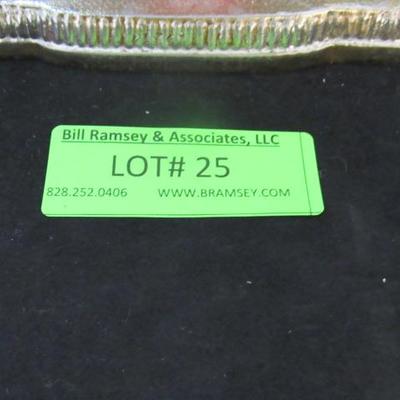 Bill Ramsey & Associates, LLC
LOT# 25
828.252.0406 WWW.BRAMSEY.COM